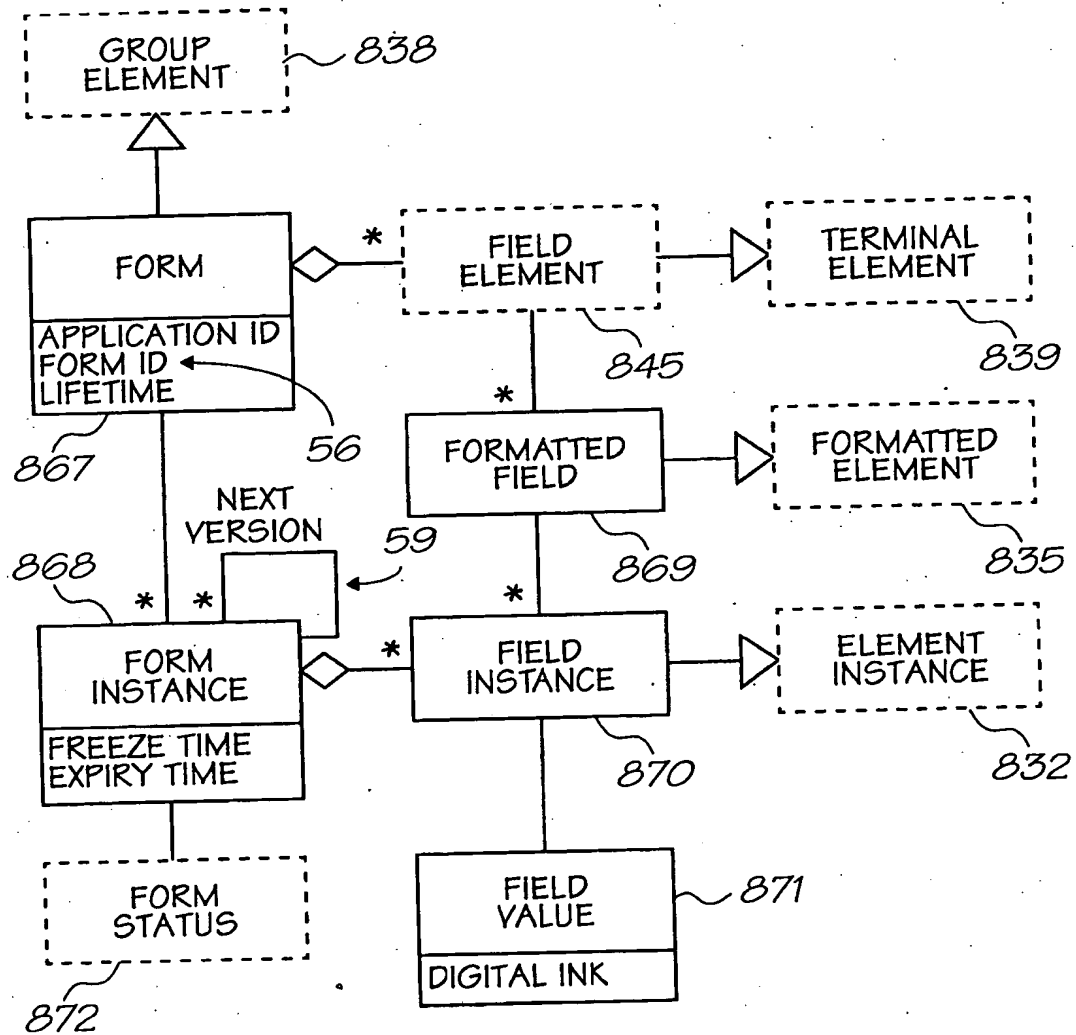 GROUP
ELEMENT
838
FORM
APPLICATION ID
FORM ID
LIFETIME
867
56
*
FIELD
ELEMENT
845
TERMINAL
ELEMENT
839
*
FORMATTED
FIELD
869
FORMATTED
ELEMENT
835
NEXT
VERSION
59
868
*
*
FORM
INSTANCE
FREEZE TIME
EXPIRY TIME
*
*
FIELD
INSTANCE
870
ELEMENT
INSTANCE
832
FORM
STATUS
872
FIELD
VALUE
DIGITAL INK
871